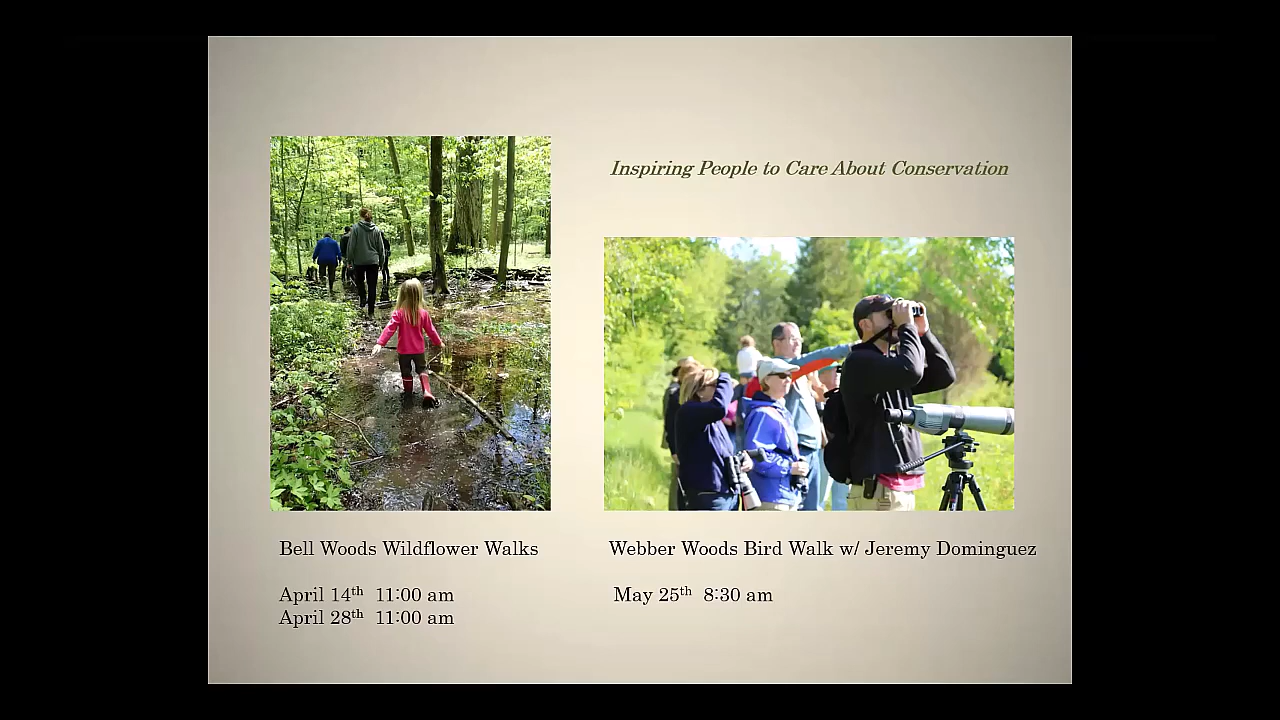 Inspiring People to Care About Conservation
Bell Woods Wildflower Walks
April 14th 11:00 am
April 28th 11:00 am
Webber Woods Bird Walk w/ Jeremy Dominguez
May 25th 8:30 am